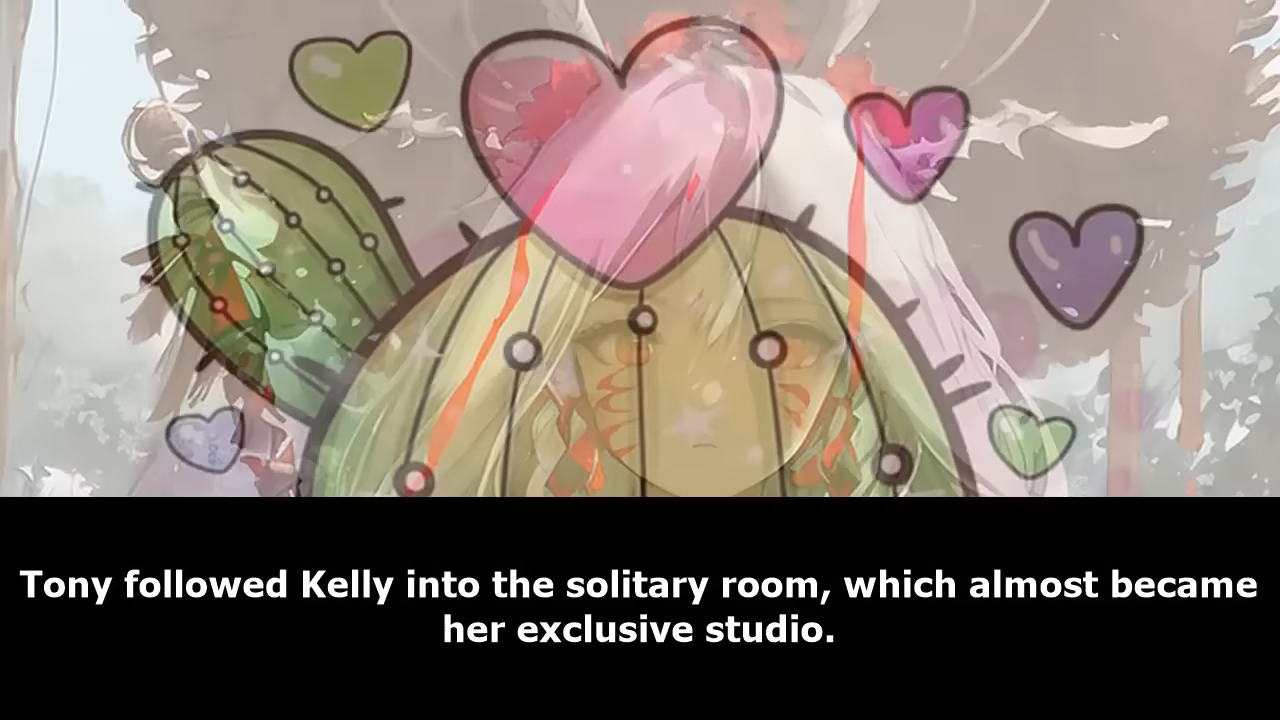 Tony followed Kelly into the solitary room, which almost became
her exclusive studio.